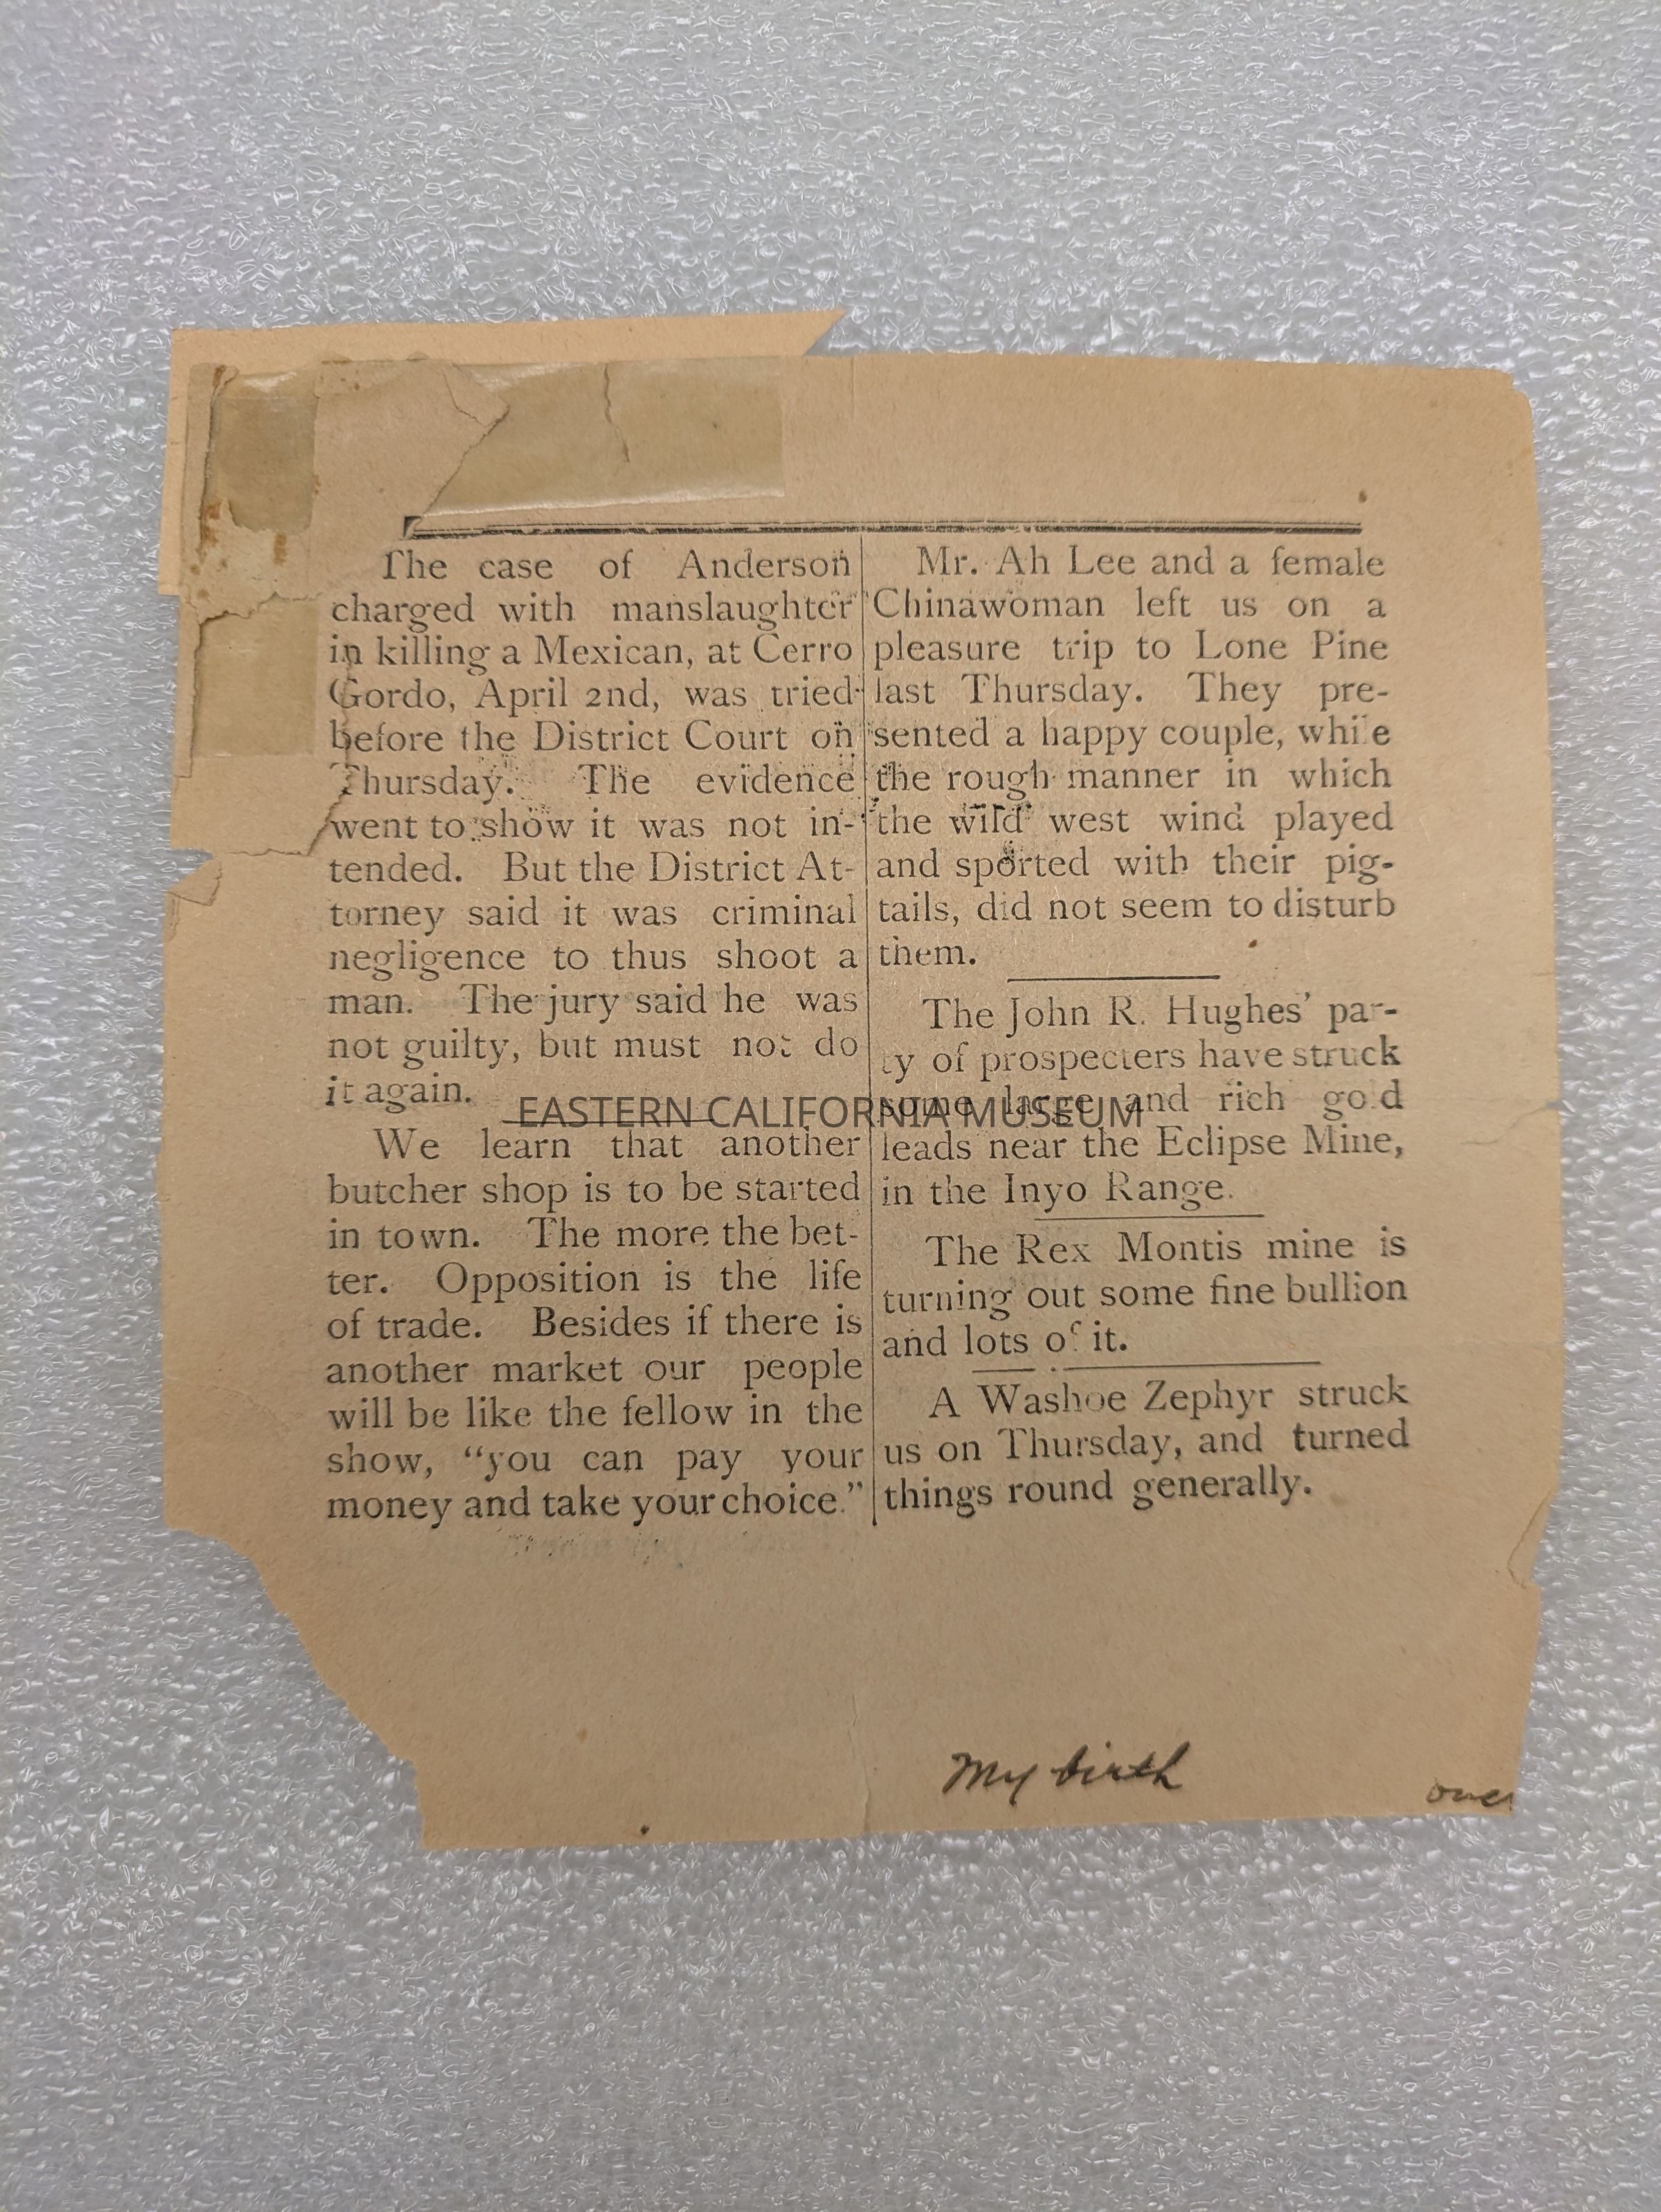 The case of Anderson
charged with manslaughter
in killing a Mexican, at Cerro
Gordo, April 2nd, was tried
before the District Court on
Thursday. The evidence
went to show it was not in-
tended. But the District At-
torney said it was criminal
negligence to thus shoot a
man. The jury said he was
not guilty, but must not do
it again.
We learn that another
butcher shop is to be started
in town. The more the bet-
ter. Opposition is the life
of trade. Besides if there is
another market our people
will be like the fellow in the
show, “you can pay your
money and take your choice.”
Mr. Ah Lee and a female
Chinawoman left us on a
pleasure trip to Lone Pine
last Thursday. They pre-
sented a happy couple, while
the rough manner in which
the wild west wind played
and sported with their pig-
tails, did not seem to disturb
them.
The John R. Hughes’ par-
ty of prospecters have struck
some large and rich gold
leads near the Eclipse Mine,
in the Inyo Range.
The Rex Montis mine is
turning out some fine bullion
and lots of it.
A Washoe Zephyr struck
us on Thursday, and turned
things round generally.
EASTERN CALIFORNIA MUSEUM
My birth
over